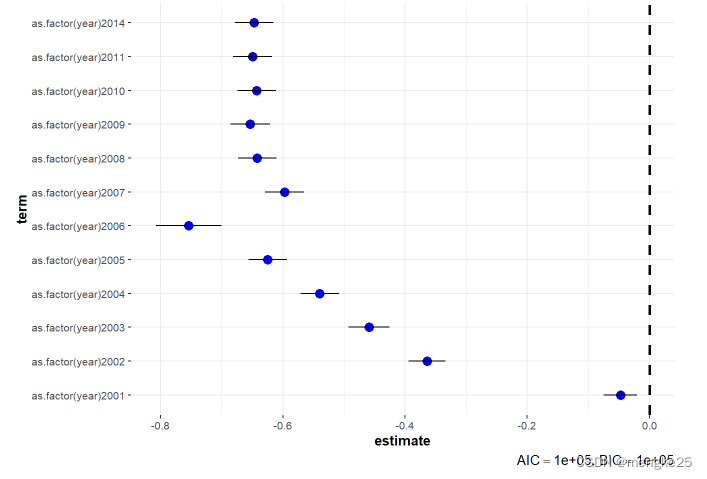 as.factor(year)2014
as.factor(year)2011
as.factor(year)2010
as.factor(year)2009
as.factor(year)2008
as.factor(year)2007
as.factor(year)2006
as.factor(year)2005
as.factor(year)2004
as.factor(year)2003
as.factor(year)2002
as.factor(year)2001
term
-0.8 -0.6 -0.4 -0.2 0.0
estimate
AIC = 1e+05; BIC = 1e+05
CSDN @mengke25